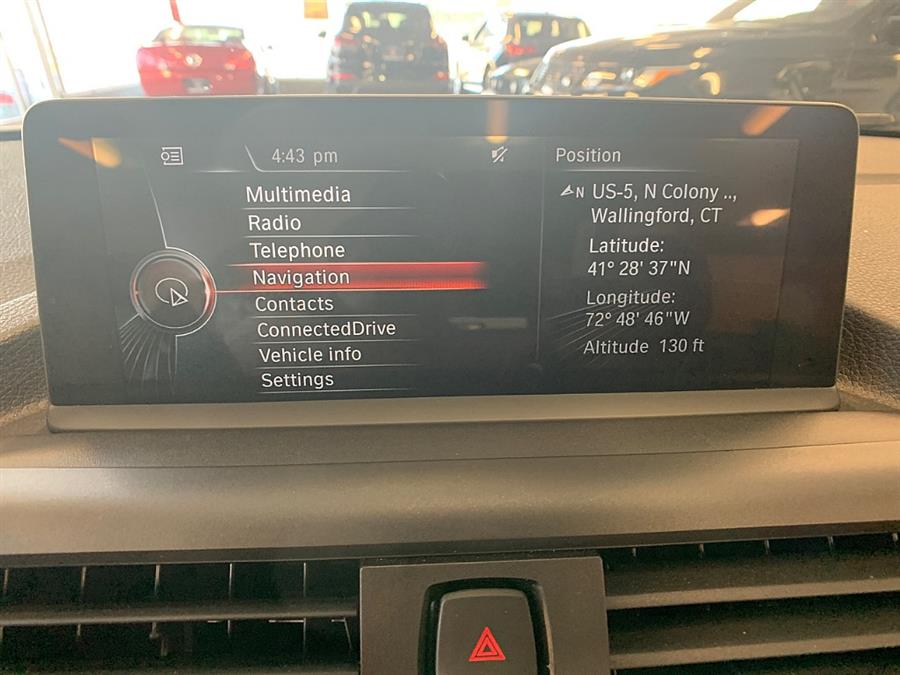 4:43 pm
Multimedia
Radio
Telephone
Navigation
Contacts
ConnectedDrive
Vehicle info
Settings
Position
N US-5, N Colony ..,
Wallingford, CT
Latitude:
41° 28' 37"N
Longitude:
72° 48' 46"W
Altitude 130 ft